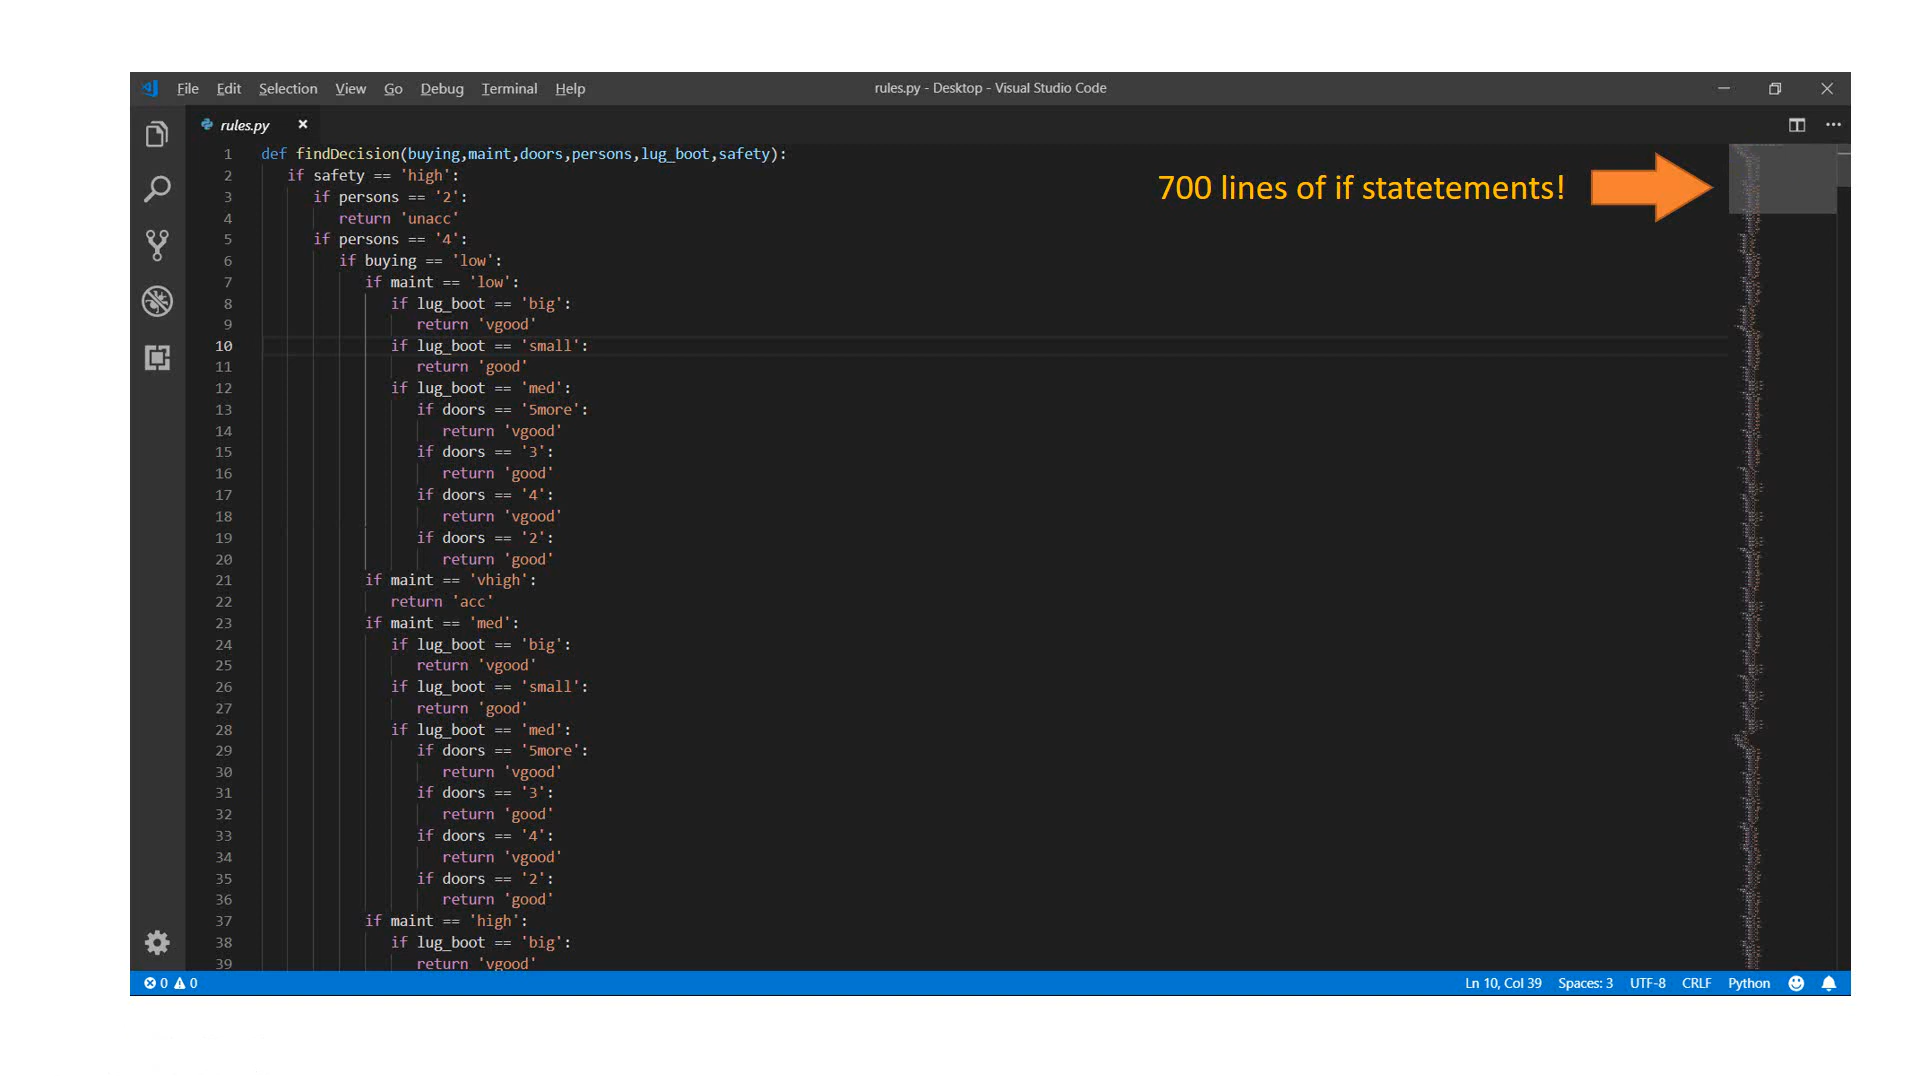 File Edit Selection View Go Debug Terminal Help rules.py - Desktop - Visual Studio Code
rules.py
700 lines of if statetements!
1 def findDecision(buying,maint,doors,persons,lug_boot,safety):
2 if safety == 'high':
3 if persons == '2':
4 return 'unacc'
5 if persons == '4':
6 if buying == 'low':
7 if maint == 'low':
8 if lug_boot == 'big':
9 return 'vgood'
10 if lug_boot == 'small':
11 return 'good'
12 if lug_boot == 'med':
13 if doors == '5more':
14 return 'vgood'
15 if doors == '3':
16 return 'good'
17 if doors == '4':
18 return 'vgood'
19 if doors == '2':
20 return 'good'
21 if maint == 'vhigh':
22 return 'acc'
23 if maint == 'med':
24 if lug_boot == 'big':
25 return 'vgood'
26 if lug_boot == 'small':
27 return 'good'
28 if lug_boot == 'med':
29 if doors == '5more':
30 return 'vgood'
31 if doors == '3':
32 return 'good'
33 if doors == '4':
34 return 'vgood'
35 if doors == '2':
36 return 'good'
37 if maint == 'high':
38 if lug_boot == 'big':
39 return 'vgood'
0 0 Ln 10, Col 39 Spaces: 3 UTF-8 CRLF Python